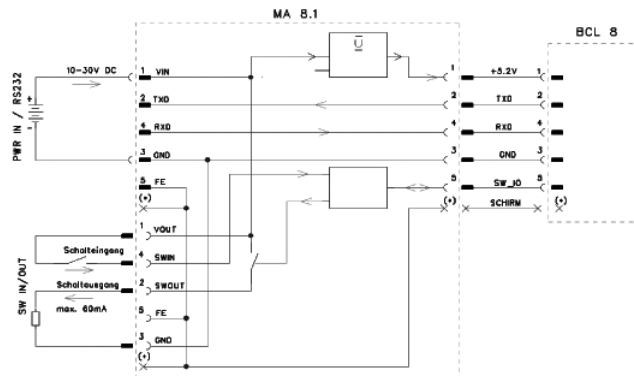 MA 8.1
BCL 8
PWR IN / RS232
10-30V DC
+
-
1 VIN
2 TXD
4 RXD
3 GND
5 FE
(+)
U
1 +5.2V 1
2 TXD 2
4 RXD 4
3 GND 3
5 SW_IO 5
(+) SCHIRM (+)
SW IN/OUT
Schalteingang
Schaltausgang
max. 60mA
1 VOUT
4 SWIN
2 SWOUT
5 FE
3 GND
(+)